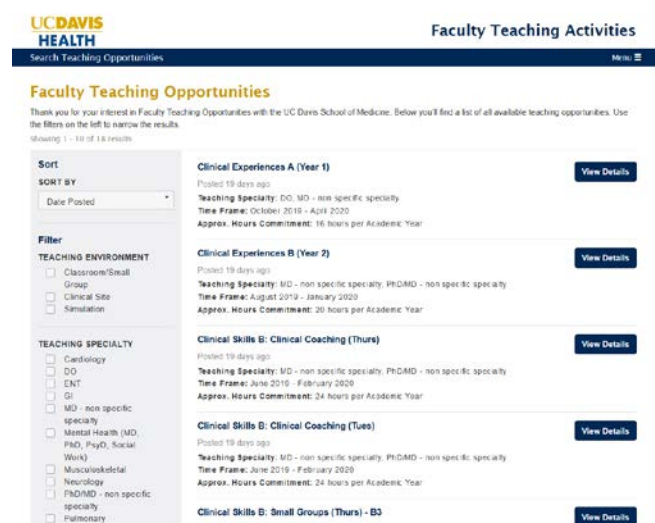 UCDAVIS
HEALTH
Faculty Teaching Activities
Search Teaching Opportunities
Menu ☰
Faculty Teaching Opportunities
Thank you for your interest in Faculty Teaching Opportunities with the UC Davis School of Medicine. Below you'll find a list of all available teaching opportunities. Use
the filters on the left to narrow the results.
showing 1 - 10 of 18 results
Sort
SORT BY
Date Posted
Filter
TEACHING ENVIRONMENT
Classroom/Small
Group
Clinical Site
Simulation
TEACHING SPECIALTY
Cardiology
DO
ENT
GI
MD - non specific
specialty
Mental Health (MD,
PhD, PsyD, Social
Work)
Musculoskeletal
Neurology
PhD/MD - non specific
specialty
Pulmonary
Clinical Experiences A (Year 1)
View Details
Posted 19 days ago
Teaching Specialty: DO, MD - non specific specialty
Time Frame: October 2019 - April 2020
Approx. Hours Commitment: 16 hours per Academic Year
Clinical Experiences B (Year 2)
View Details
Posted 19 days ago
Teaching Specialty: MD - non specific specialty, PhD/MD - non specific specialty
Time Frame: August 2019 - January 2020
Approx. Hours Commitment: 20 hours per Academic Year
Clinical Skills B: Clinical Coaching (Thurs)
View Details
Posted 19 days ago
Teaching Specialty: MD - non specific specialty, PhD/MD - non specific specialty
Time Frame: June 2019 - February 2020
Approx. Hours Commitment: 24 hours per Academic Year
Clinical Skills B: Clinical Coaching (Tues)
View Details
Posted 19 days ago
Teaching Specialty: MD - non specific specialty, PhD/MD - non specific specialty
Time Frame: June 2019 - February 2020
Approx. Hours Commitment: 24 hours per Academic Year
Clinical Skills B: Small Groups (Thurs) - B3
View Details